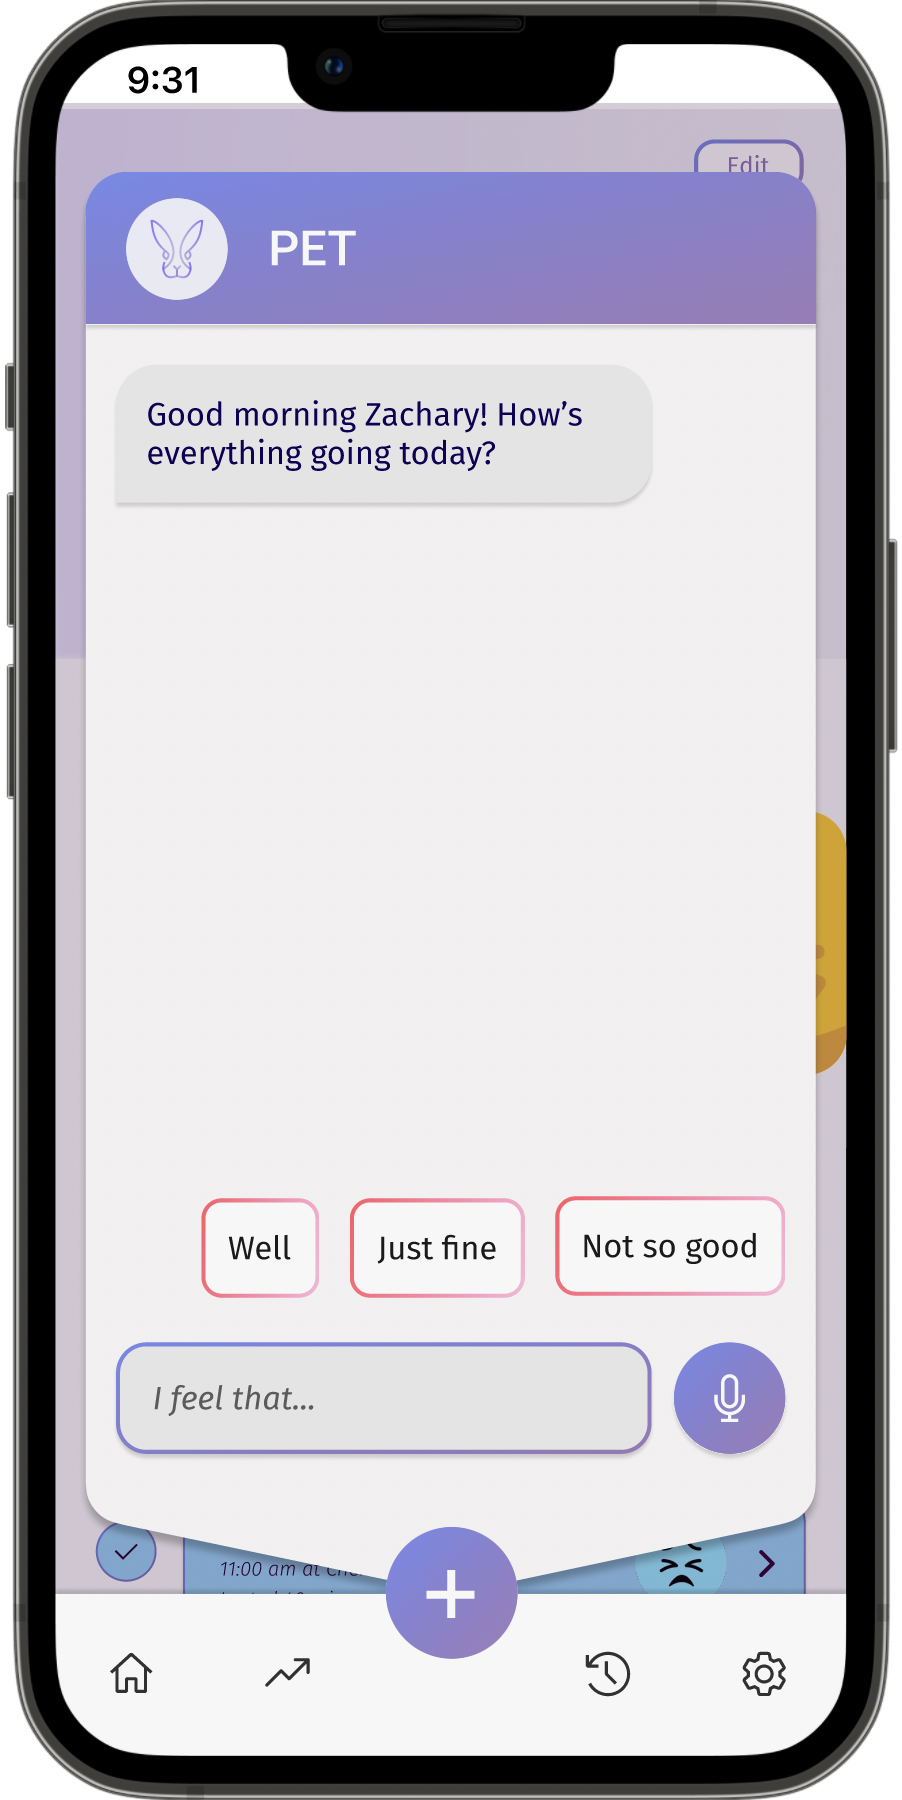 9:31
Edit
PET
Good morning Zachary! How’s
everything going today?
Well
Just fine
Not so good
I feel that...
11:00 am at